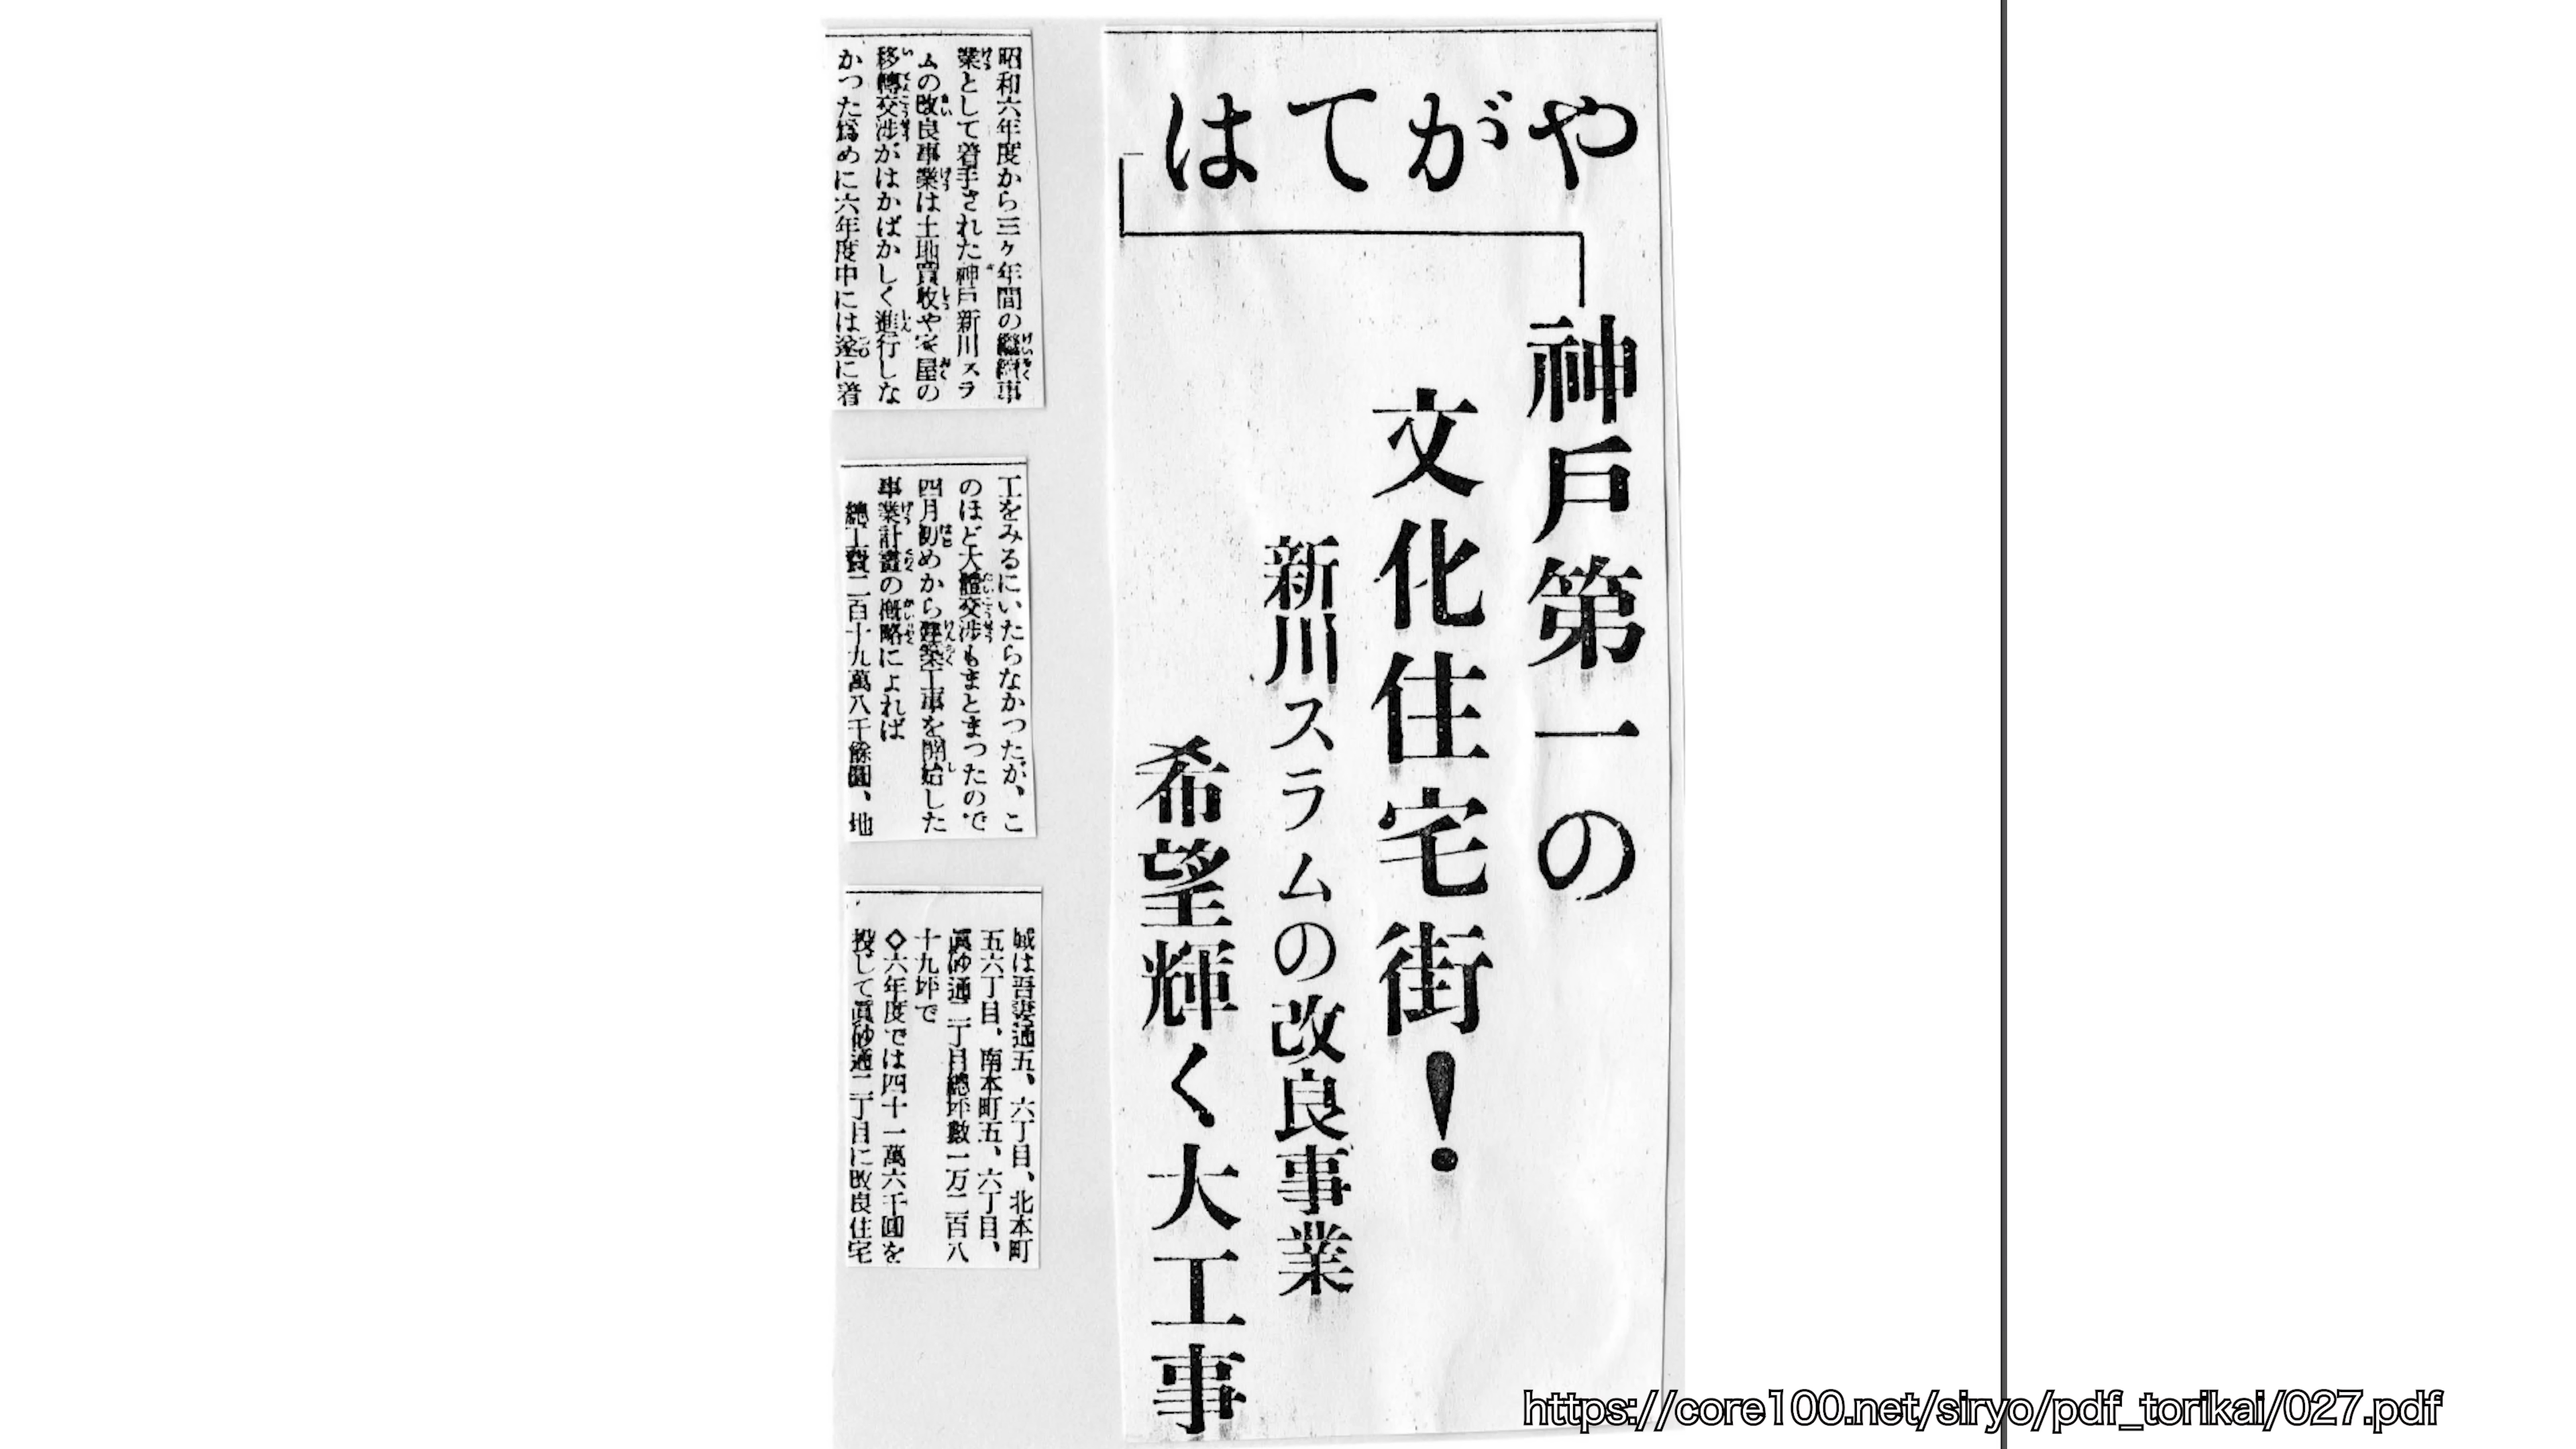 やがては
神戸第一の
文化住宅街！
新川スラムの改良事業
希望輝く大工事
昭和六年度から三ヶ年間の繼續事
業として着手された神戸新川スラ
ムの改良事業は土地買收や家屋の
移轉交渉がはかばかしく進行しな
かつた爲めに六年度中には遂に着
工をみるにいたらなかつたが、こ
のほど大體交渉もまとまつたので
四月初めから建築工事を開始した
事業計畫の概略によれば
總工費二百十九萬八千餘圓、地
域は吾妻通五、六丁目、北本町
五六丁目、南本町五、六丁目、
眞砂通二丁目總坪數一万二百八
十九坪で
◇六年度では四十一萬六千圓を
投じて眞砂通二丁目に改良住宅
https://core100.net/siryo/pdf_torikai/027.pdf